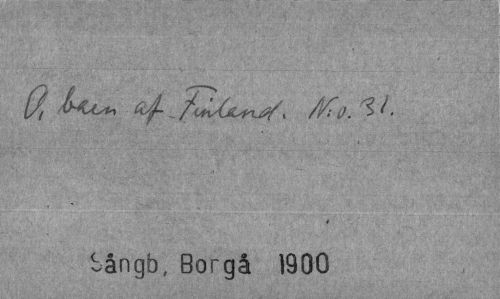 O, barn af Finland. N:o. 31.
Sångb, Borgå 1900